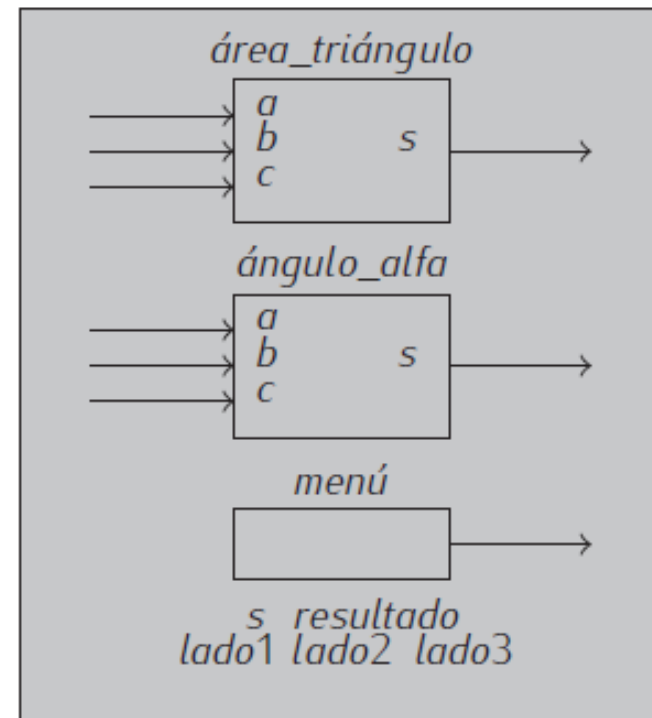 área_triángulo
a
b s
c
ángulo_alfa
a
b s
c
menú
s resultado
lado1 lado2 lado3